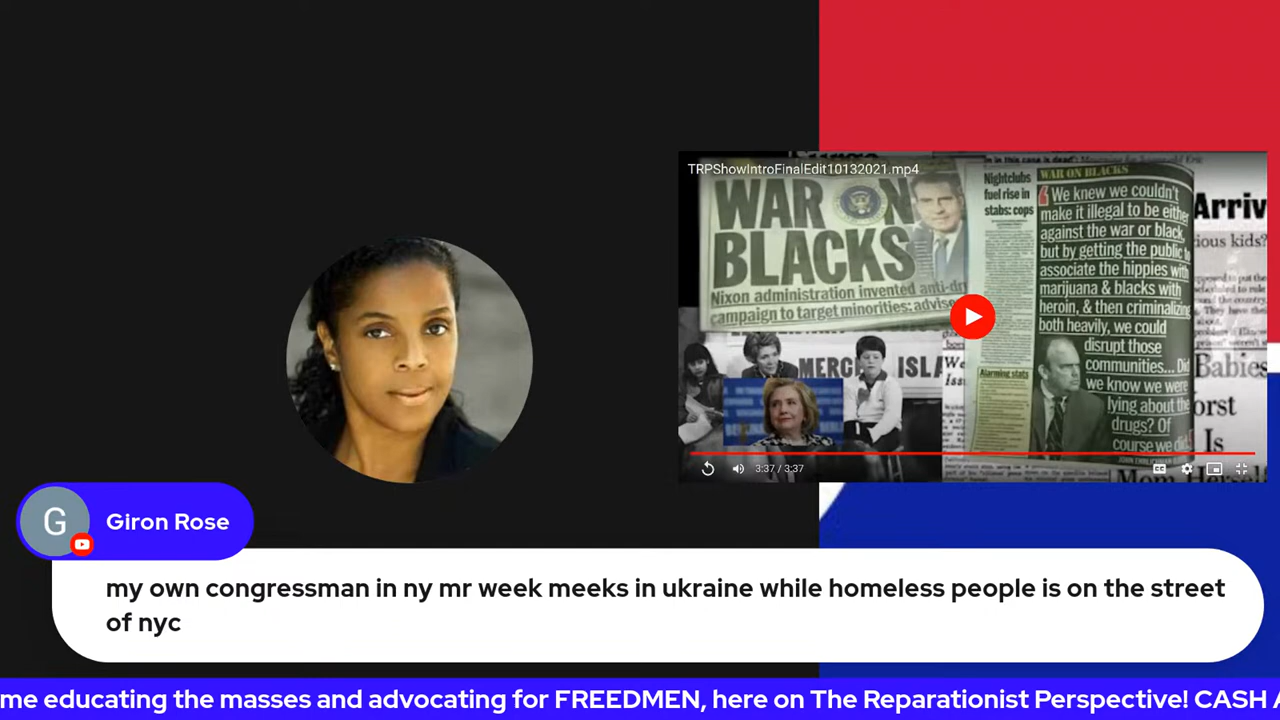 TRPShowIntroFinalEdit10132021.mp4
WAR ON
BLACKS
Nixon administration invented anti-dr
campaign to target minorities: advise
Nightclubs
fuel rise in
stabs: cops
Alarming stats
WAR ON BLACKS
We knew we couldn't
make it illegal to be either
against the war or black,
but by getting the public to
associate the hippies with
marijuana & blacks with
heroin, & then criminalizing
both heavily, we could
disrupt those
communities... Did
we know we were
lying about the
drugs? Of
course we did.
Arriv
ious kids?
Babies
orst
Is
Mom Herself
MERC ISLA
3:37 / 3:37
G
Giron Rose
my own congressman in ny mr week meeks in ukraine while homeless people is on the street
of nyc
me educating the masses and advocating for FREEDMEN, here on The Reparationist Perspective! CASH A